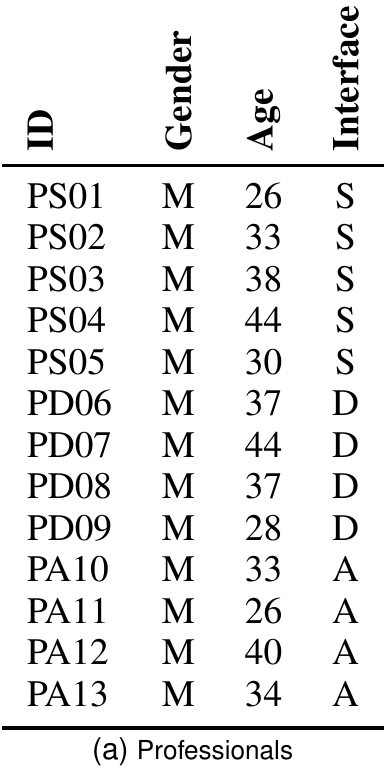 ID Gender Age Interface
PS01 M 26 S
PS02 M 33 S
PS03 M 38 S
PS04 M 44 S
PS05 M 30 S
PD06 M 37 D
PD07 M 44 D
PD08 M 37 D
PD09 M 28 D
PA10 M 33 A
PA11 M 26 A
PA12 M 40 A
PA13 M 34 A
(a) Professionals